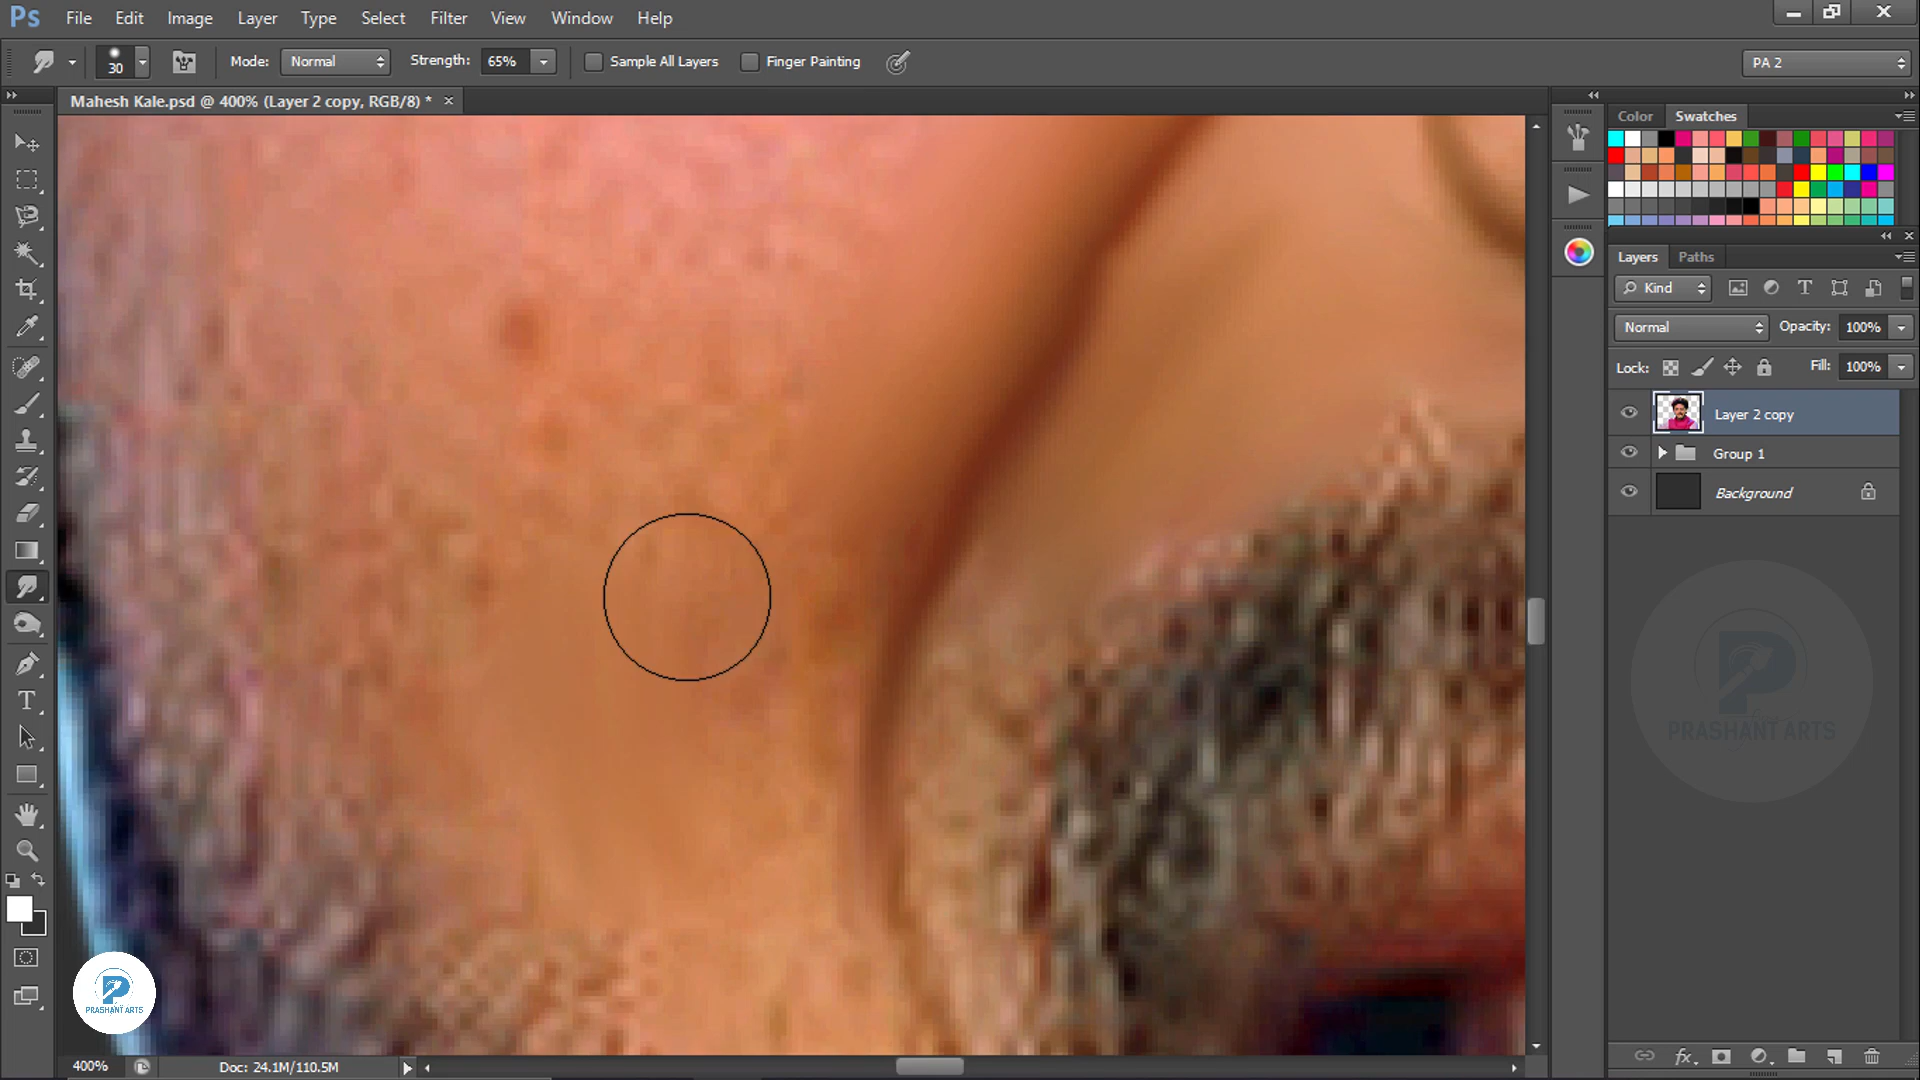 Ps File Edit Image Layer Type Select Filter View Window Help
30 Mode: Normal Strength: 65% Sample All Layers Finger Painting PA 2
Mahesh Kale.psd @ 400% (Layer 2 copy, RGB/8) * ×
Color Swatches
Layers Paths
Kind
Normal Opacity: 100%
Lock: Fill: 100%
Layer 2 copy
Group 1
Background
PRASHANT ARTS
PRASHANT ARTS
400% Doc: 24.1M/110.5M